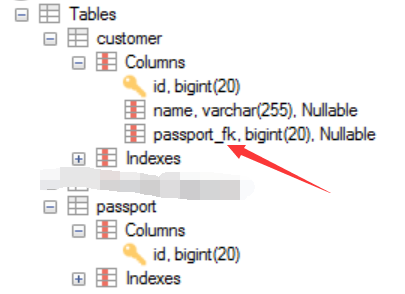 Tables
customer
Columns
id, bigint(20)
name, varchar(255), Nullable
passport_fk, bigint(20), Nullable
Indexes
passport
Columns
id, bigint(20)
Indexes